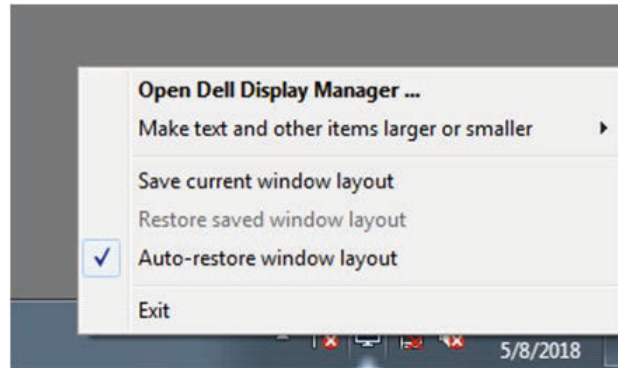 Open Dell Display Manager ...
Make text and other items larger or smaller
Save current window layout
Restore saved window layout
Auto-restore window layout
Exit
5/8/2018